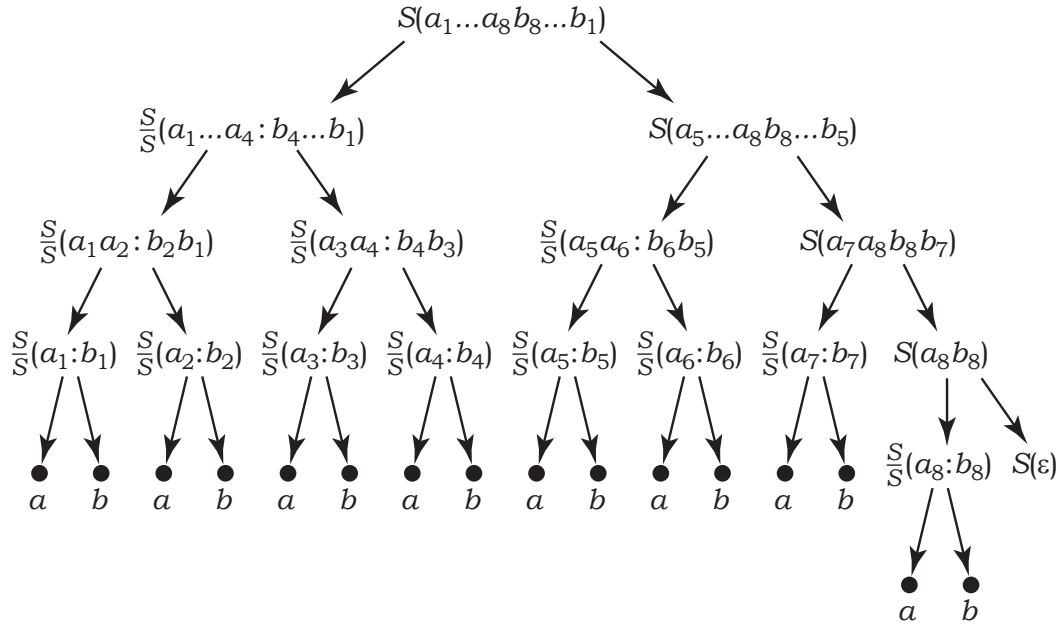 S(a₁...a₈b₈...b₁)
S/S(a₁...a₄ : b₄...b₁) S(a₅...a₈b₈...b₅)
S/S(a₁a₂ : b₂b₁) S/S(a₃a₄ : b₄b₃) S/S(a₅a₆ : b₆b₅) S(a₇a₈b₈b₇)
S/S(a₁:b₁) S/S(a₂:b₂) S/S(a₃:b₃) S/S(a₄:b₄) S/S(a₅:b₅) S/S(a₆:b₆) S/S(a₇:b₇) S(a₈b₈)
S/S(a₈:b₈) S(ε)
a b a b a b a b a b a b a b
a b